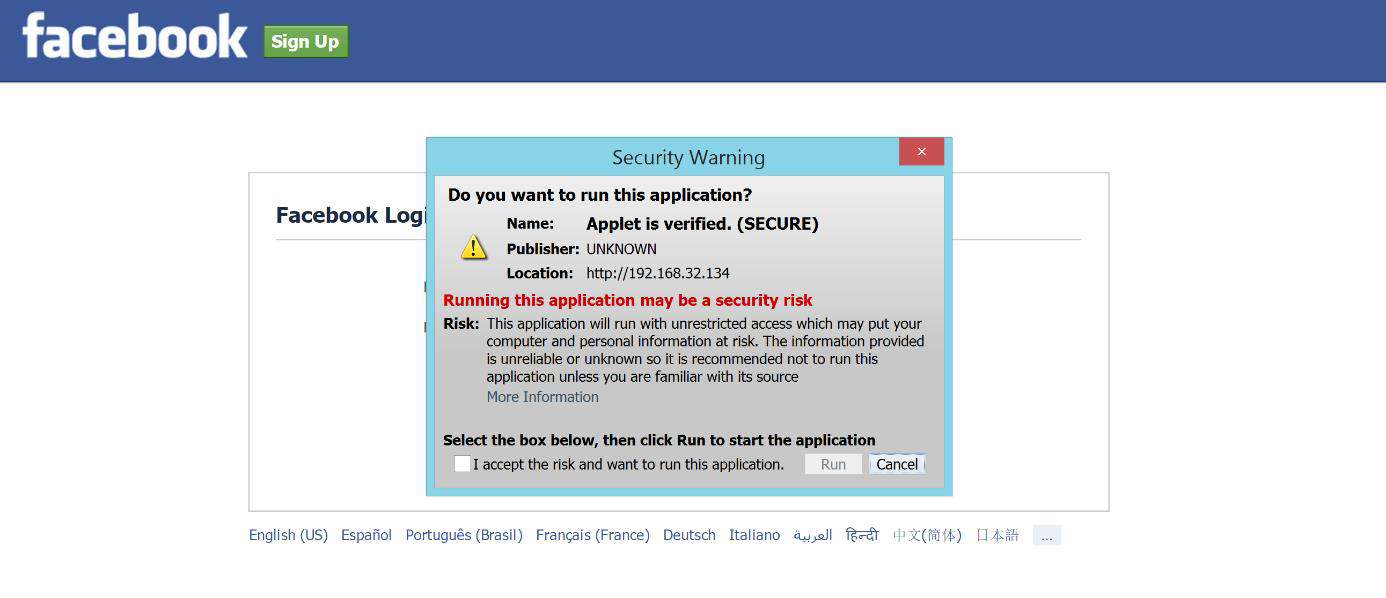 facebook Sign Up
Security Warning
Do you want to run this application?
Name: Applet is verified. (SECURE)
Publisher: UNKNOWN
Location: http://192.168.32.134
Facebook Logi
Running this application may be a security risk
Risk: This application will run with unrestricted access which may put your
computer and personal information at risk. The information provided
is unreliable or unknown so it is recommended not to run this
application unless you are familiar with its source
More Information
Select the box below, then click Run to start the application
I accept the risk and want to run this application. Run Cancel
English (US) Español Português (Brasil) Français (France) Deutsch Italiano العربية हिन्दी 中文(简体) 日本語 ...